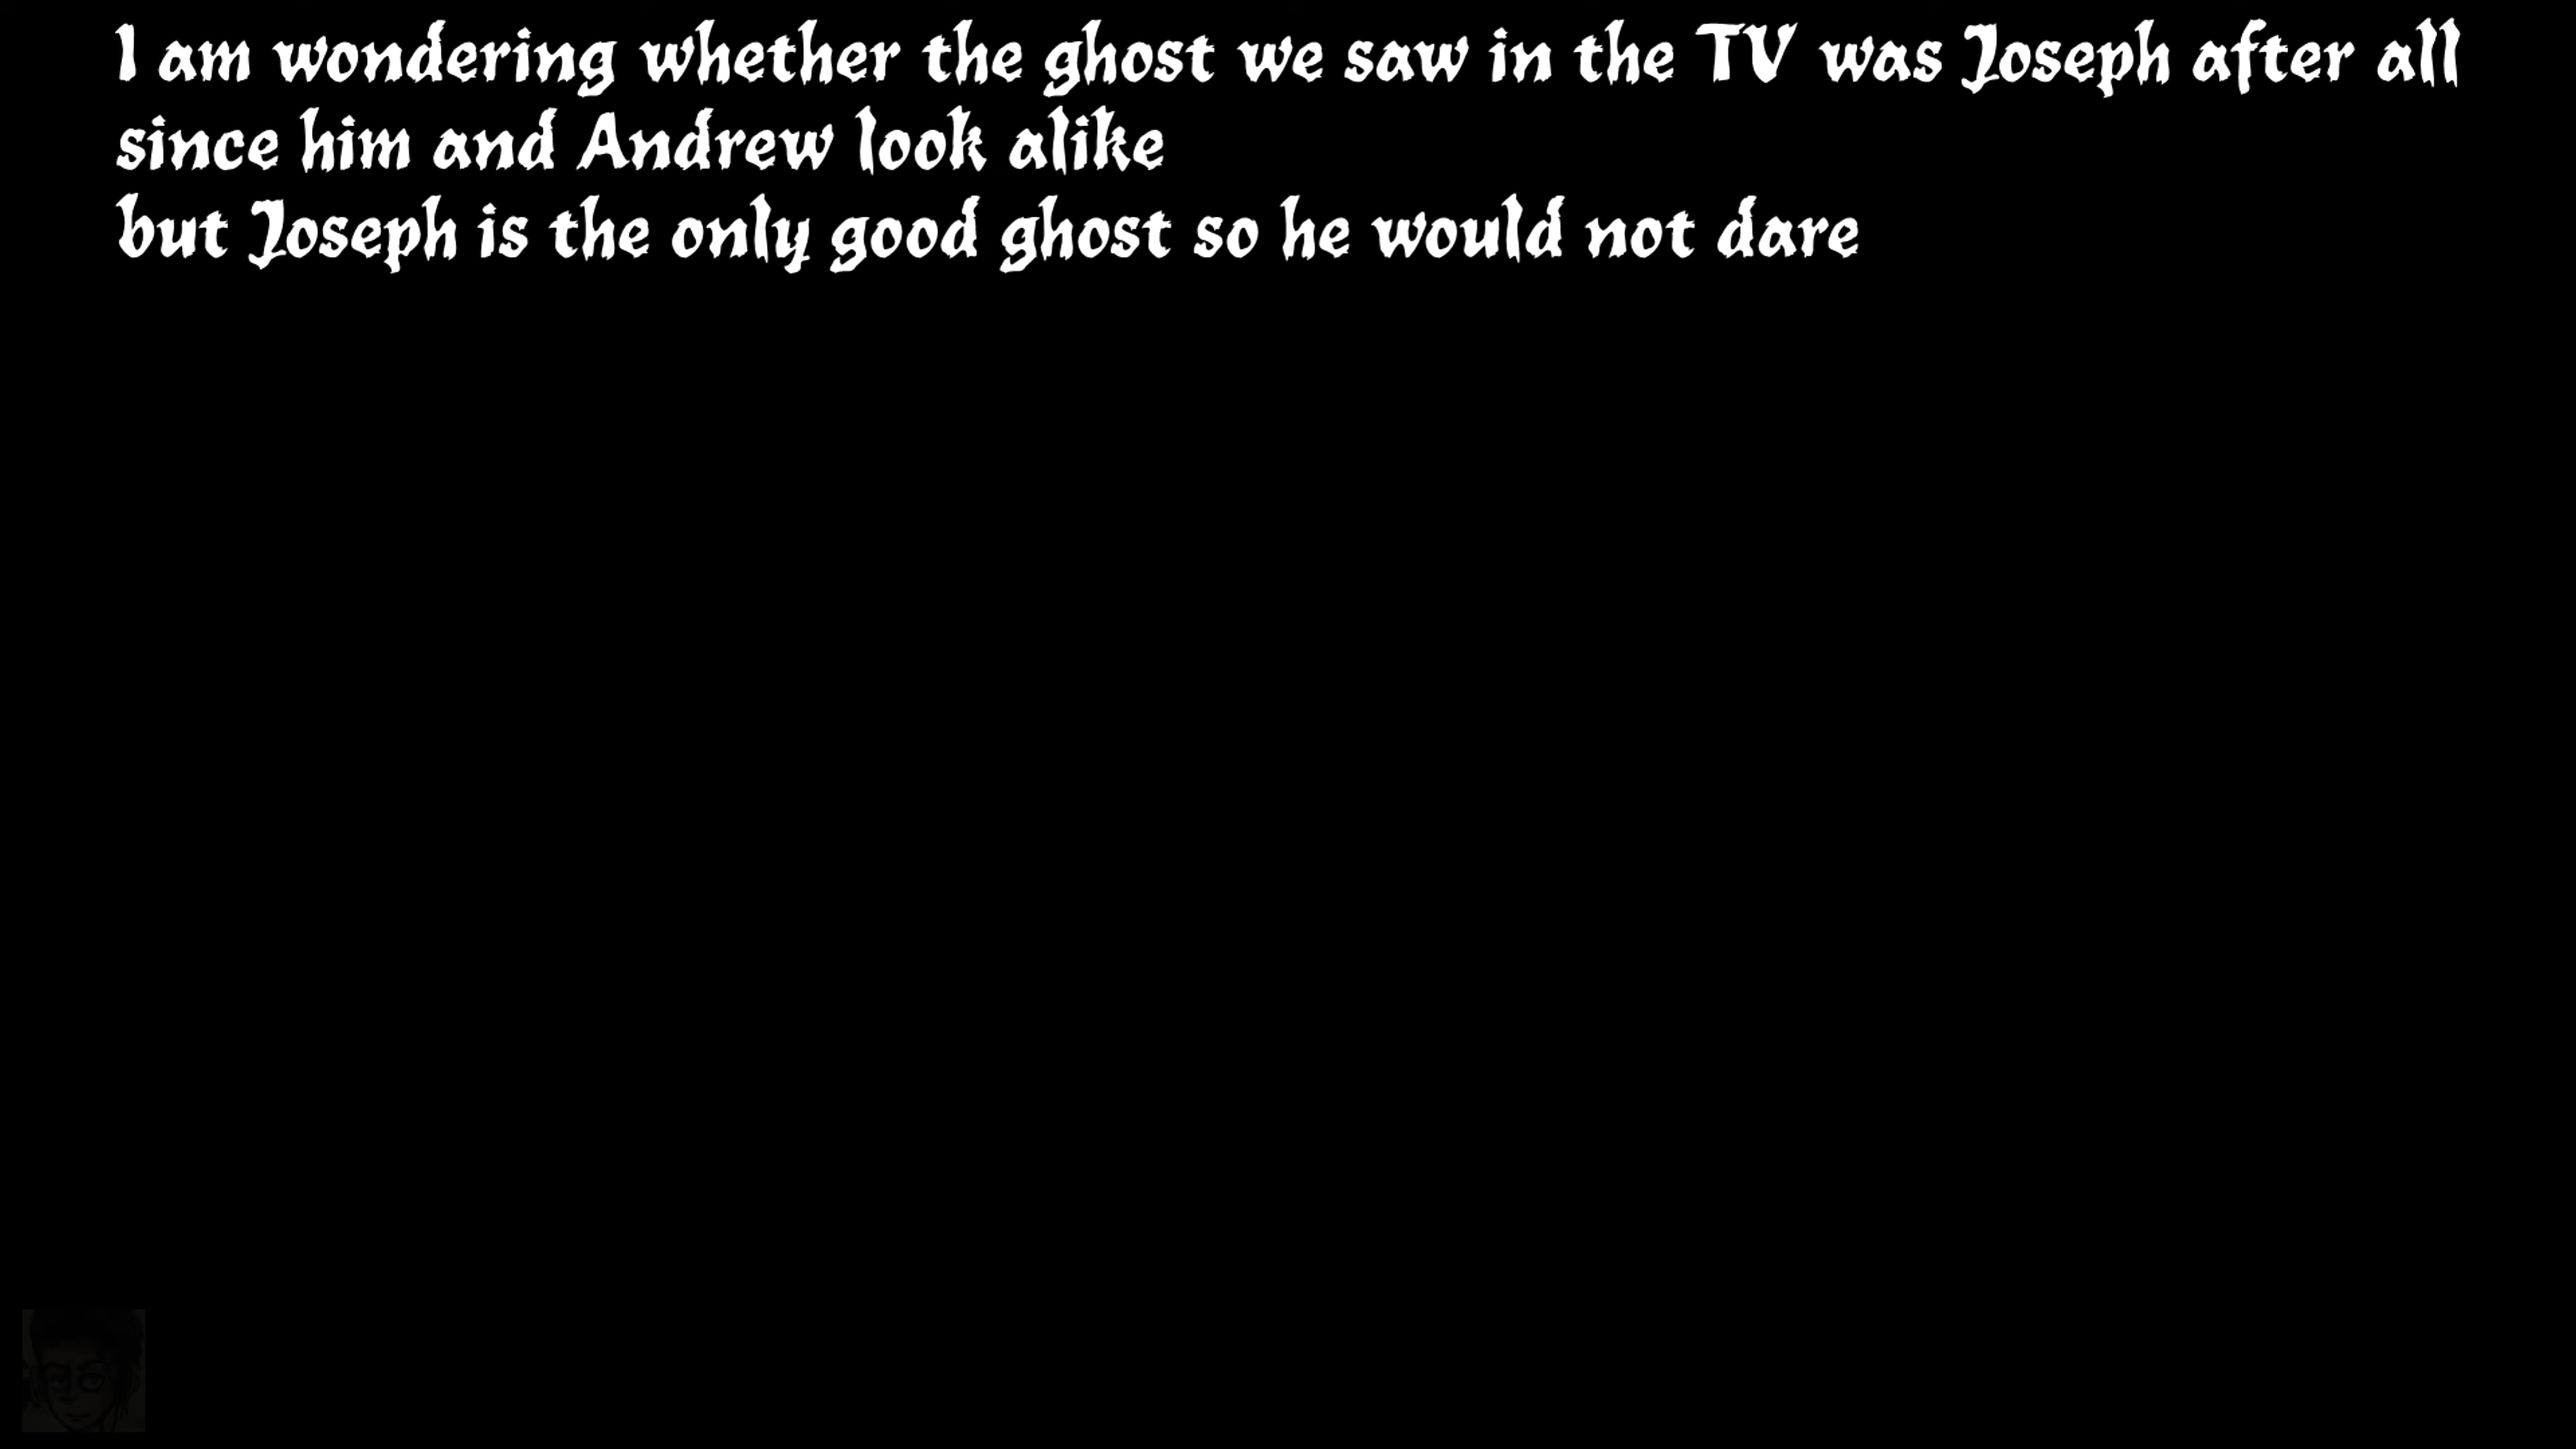 I am wondering whether the ghost we saw in the TV was Joseph after all
since him and Andrew look alike
but Joseph is the only good ghost so he would not dare